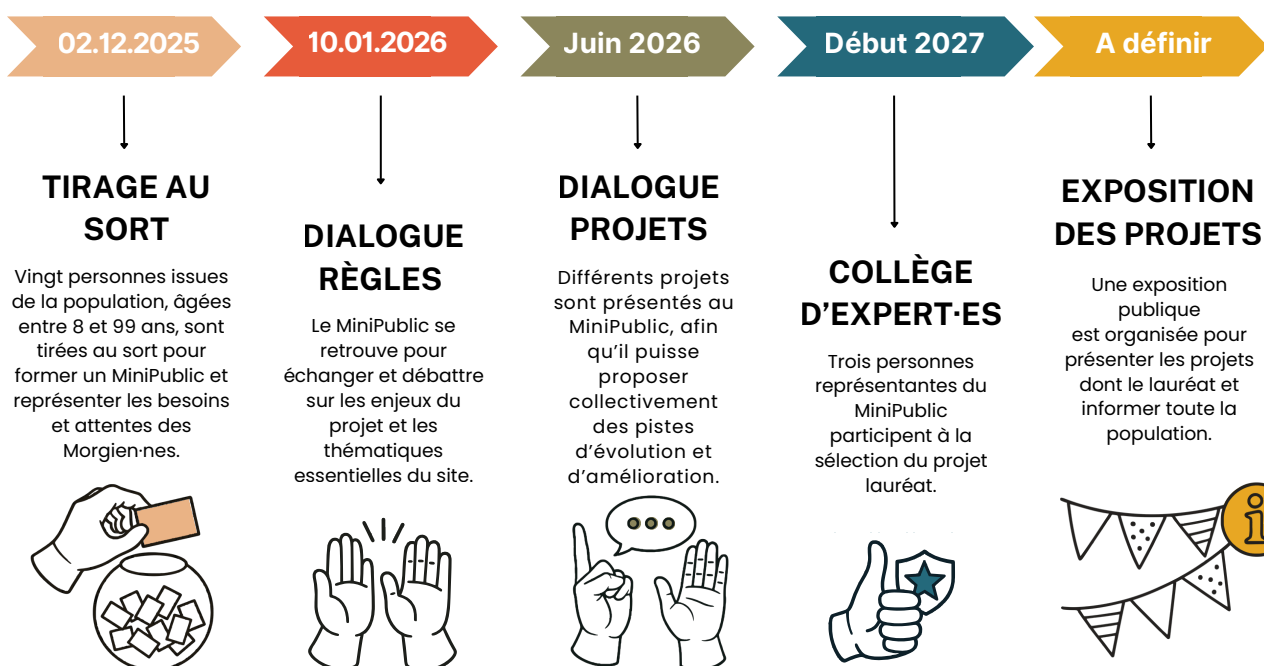 02.12.2025
TIRAGE AU
SORT
Vingt personnes issues
de la population, âgées
entre 8 et 99 ans, sont
tirées au sort pour
former un MiniPublic et
représenter les besoins
et attentes des
Morgien·nes.
10.01.2026
DIALOGUE
RÈGLES
Le MiniPublic se
retrouve pour
échanger et débattre
sur les enjeux du
projet et les
thématiques
essentielles du site.
Juin 2026
DIALOGUE
PROJETS
Différents projets
sont présentés au
MiniPublic, afin
qu'il puisse
proposer
collectivement
des pistes
d'évolution et
d'amélioration.
Début 2027
COLLÈGE
D'EXPERT·ES
Trois personnes
représentantes du
MiniPublic
participent à la
sélection du projet
lauréat.
A définir
EXPOSITION
DES PROJETS
Une exposition
publique
est organisée pour
présenter les projets
dont le lauréat et
informer toute la
population.
i